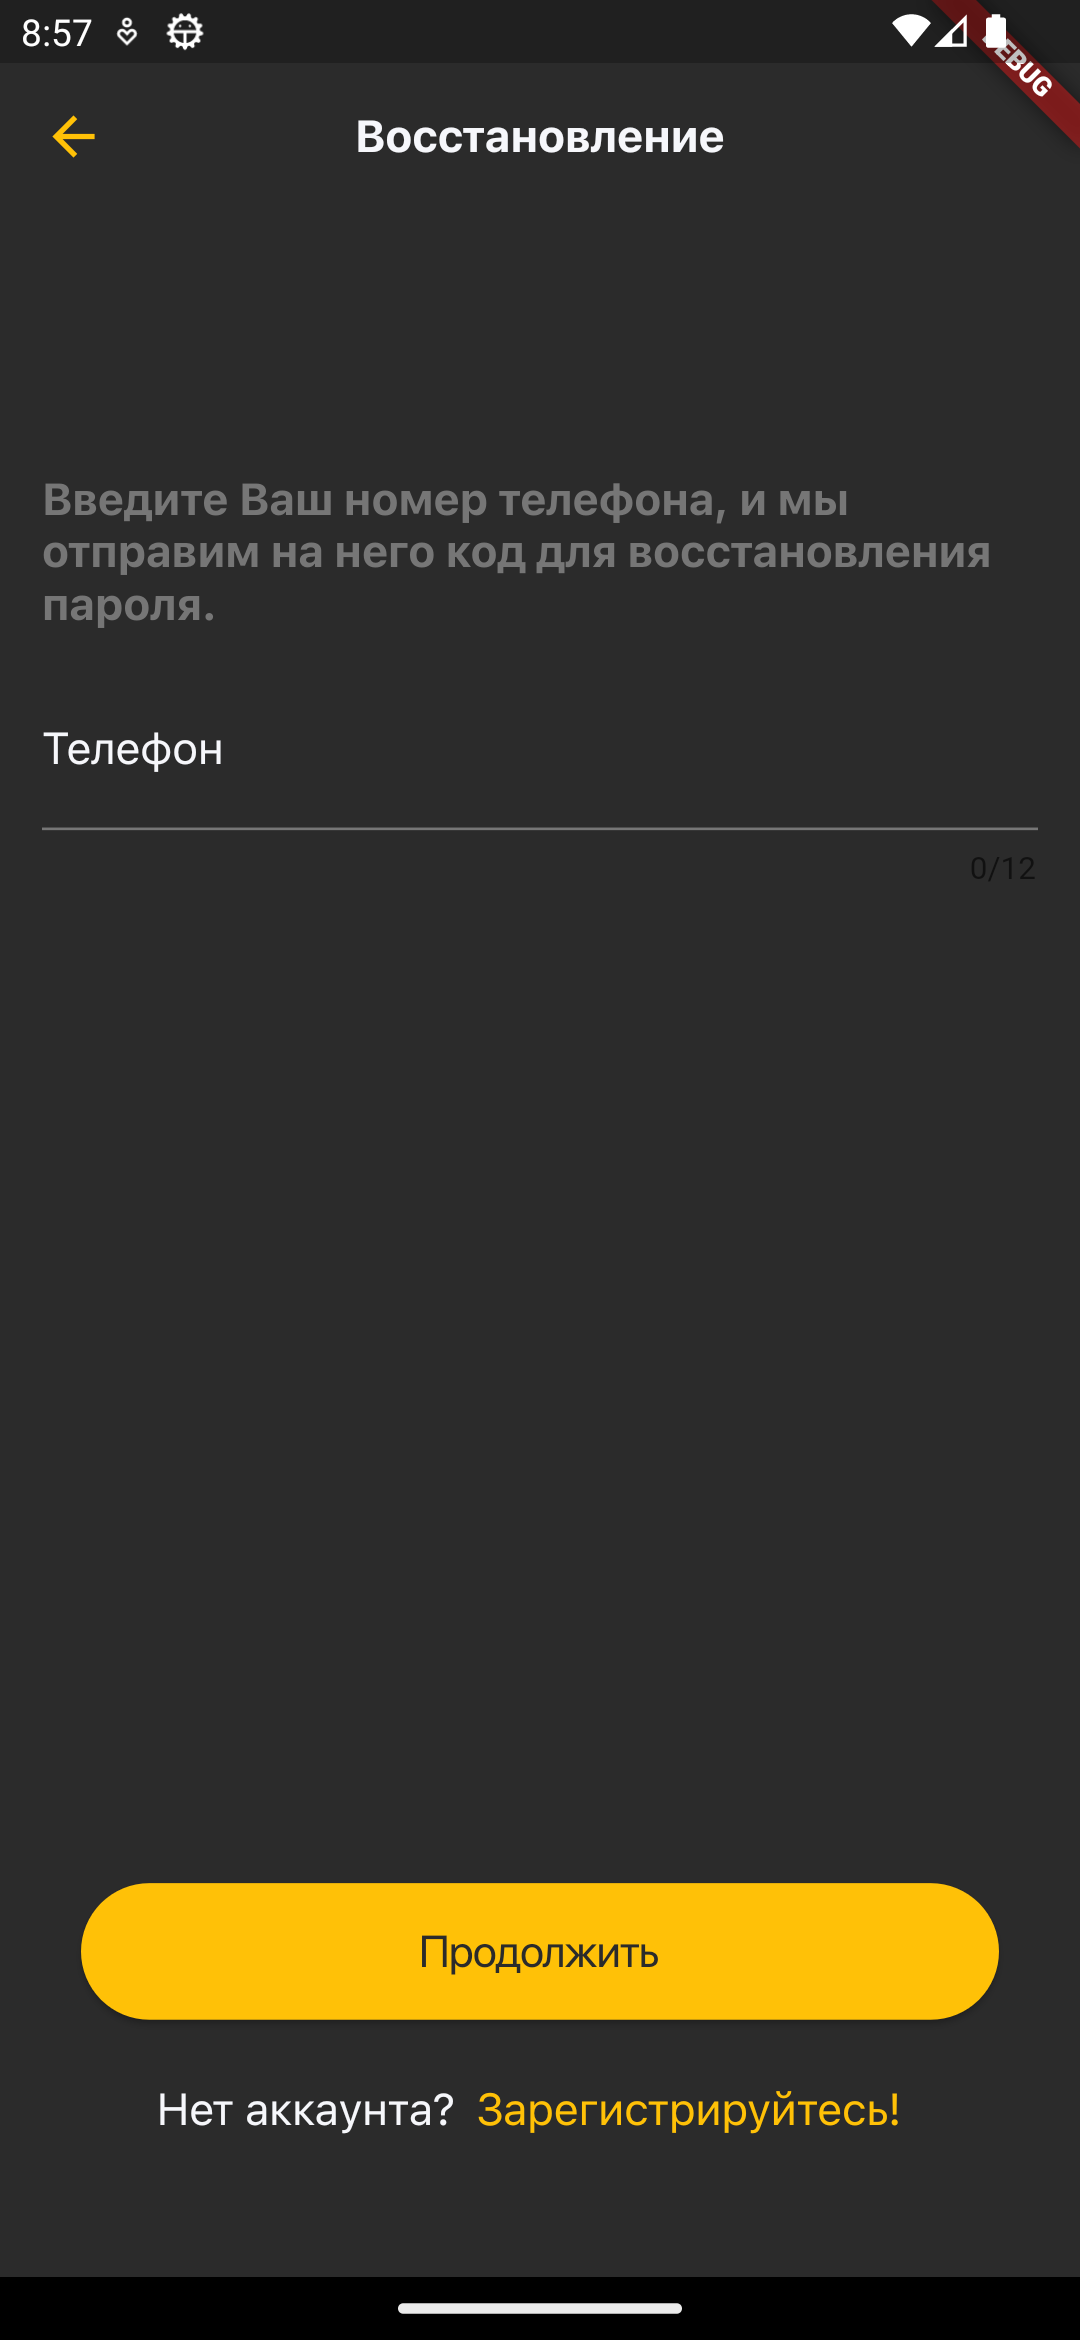 8:57
DEBUG
Восстановление
Введите Ваш номер телефона, и мы
отправим на него код для восстановления
пароля.
Телефон
0/12
Продолжить
Нет аккаунта? Зарегистрируйтесь!